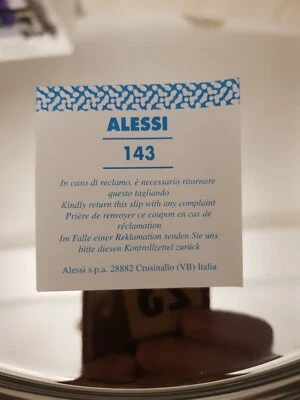 ALESSI
143
In caso di reclamo, è necessario ritornare
questo tagliando
Kindly return this slip with any complaint
Prière de renvoyer ce coupon en cas de
réclamation
Im Falle einer Reklamation senden Sie uns
bitte diesen Kontrollzettel zurück
Alessi s.p.a. 28882 Crusinallo (VB) Italia